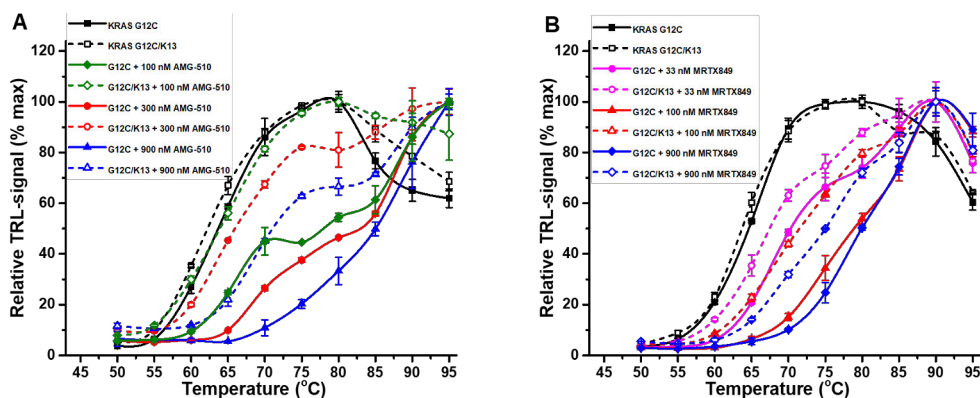 A
KRAS G12C
KRAS G12C/K13
G12C + 100 nM AMG-510
G12C/K13 + 100 nM AMG-510
G12C + 300 nM AMG-510
G12C/K13 + 300 nM AMG-510
G12C + 900 nM AMG-510
G12C/K13 + 900 nM AMG-510
Relative TRL-signal (% max)
120
100
80
60
40
20
0
45 50 55 60 65 70 75 80 85 90 95
Temperature (°C)
B
KRAS G12C
KRAS G12C/K13
G12C + 33 nM MRTX849
G12C/K13 + 33 nM MRTX849
G12C + 100 nM MRTX849
G12C/K13 + 100 nM MRTX849
G12C + 900 nM MRTX849
G12C/K13 + 900 nM MRTX849
Relative TRL-signal (% max)
120
100
80
60
40
20
0
45 50 55 60 65 70 75 80 85 90 95
Temperature (°C)